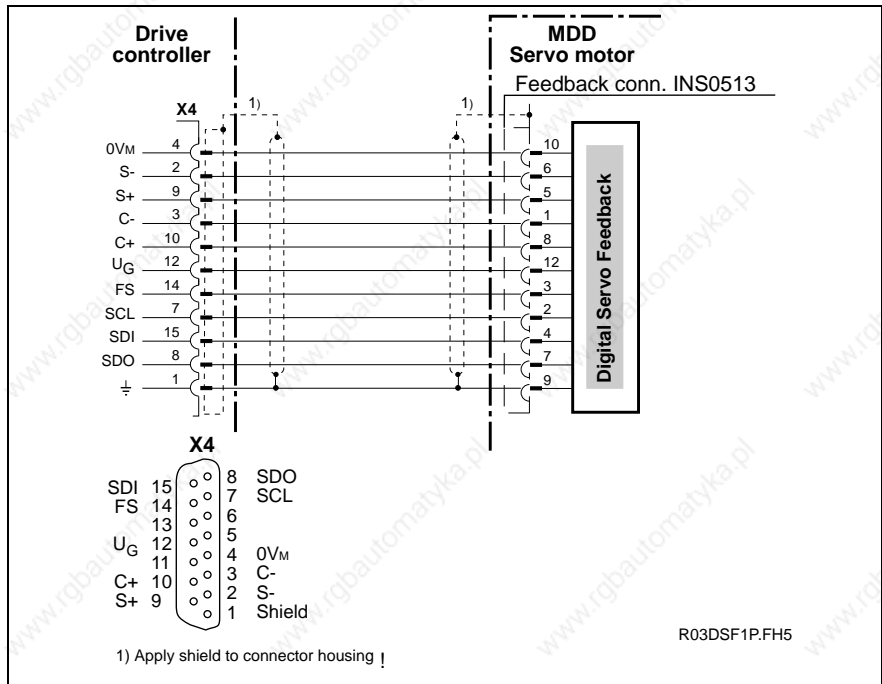 Drive
controller
MDD
Servo motor
Feedback conn. INS0513
X4
1)
1)
0VM 4 10
S- 2 6
S+ 9 5
C- 3 1
C+ 10 8
UG 12 12
FS 14 3
SCL 7 2
SDI 15 4
SDO 8 7
1 9
Digital Servo Feedback
X4
8 SDO
SDI 15
7 SCL
FS 14
6
13
5
UG 12
4 0VM
11
3 C-
C+ 10
2 S-
S+ 9
1 Shield
R03DSF1P.FH5
1) Apply shield to connector housing !
www.rgbautomatyka.pl